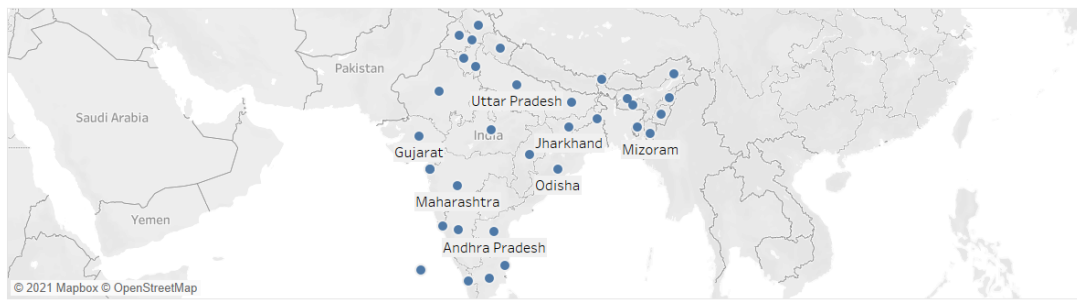 Pakistan
Uttar Pradesh
Saudi Arabia
India
Jharkhand
Gujarat
Mizoram
Odisha
Maharashtra
Yemen
Andhra Pradesh
© 2021 Mapbox © OpenStreetMap